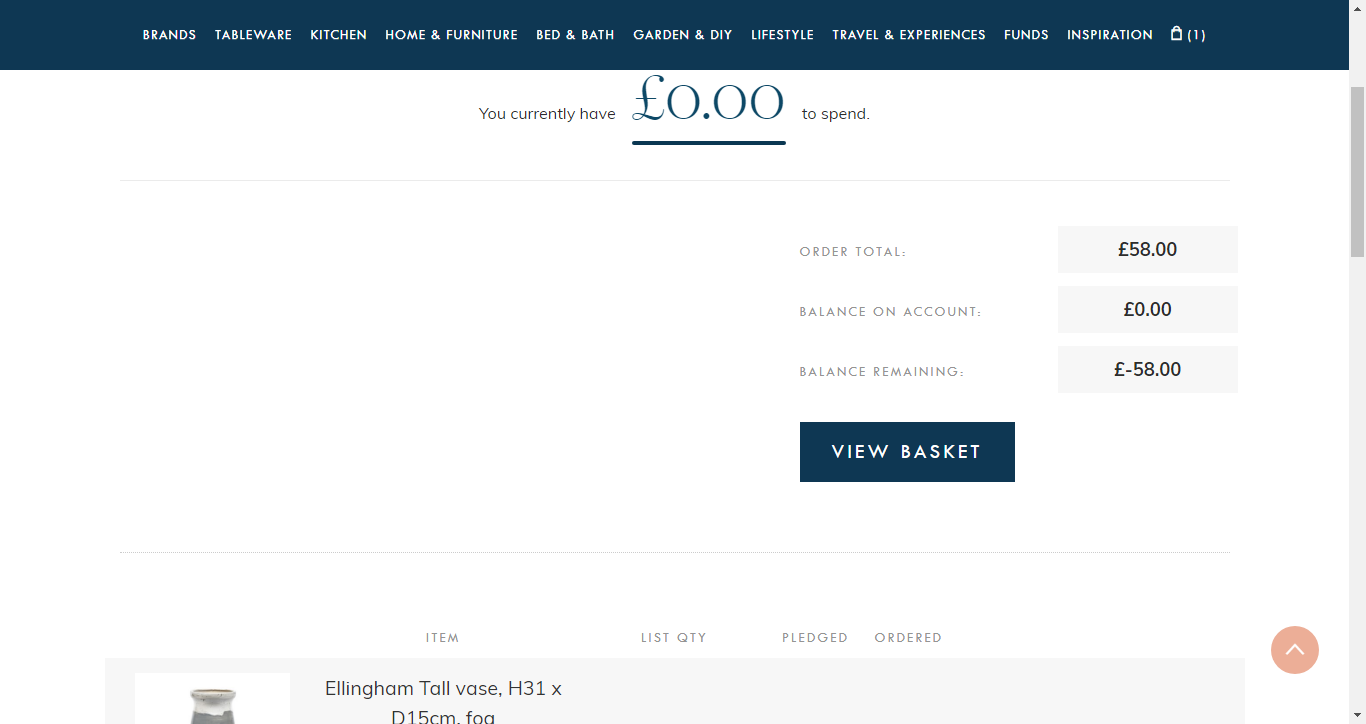 BRANDS TABLEWARE KITCHEN HOME & FURNITURE BED & BATH GARDEN & DIY LIFESTYLE TRAVEL & EXPERIENCES FUNDS INSPIRATION (1)
You currently have £0.00 to spend.
ORDER TOTAL: £58.00
BALANCE ON ACCOUNT: £0.00
BALANCE REMAINING: £-58.00
VIEW BASKET
ITEM LIST QTY PLEDGED ORDERED
Ellingham Tall vase, H31 x
D15cm, fog